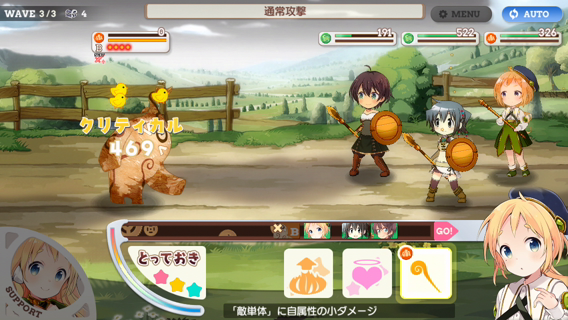 WAVE 3/3
4
通常攻撃
MENU
AUTO
0
191
522
326
B
クリティカル
469
B
GO!
とっておき
SUPPORT
「敵単体」に自属性の小ダメージ